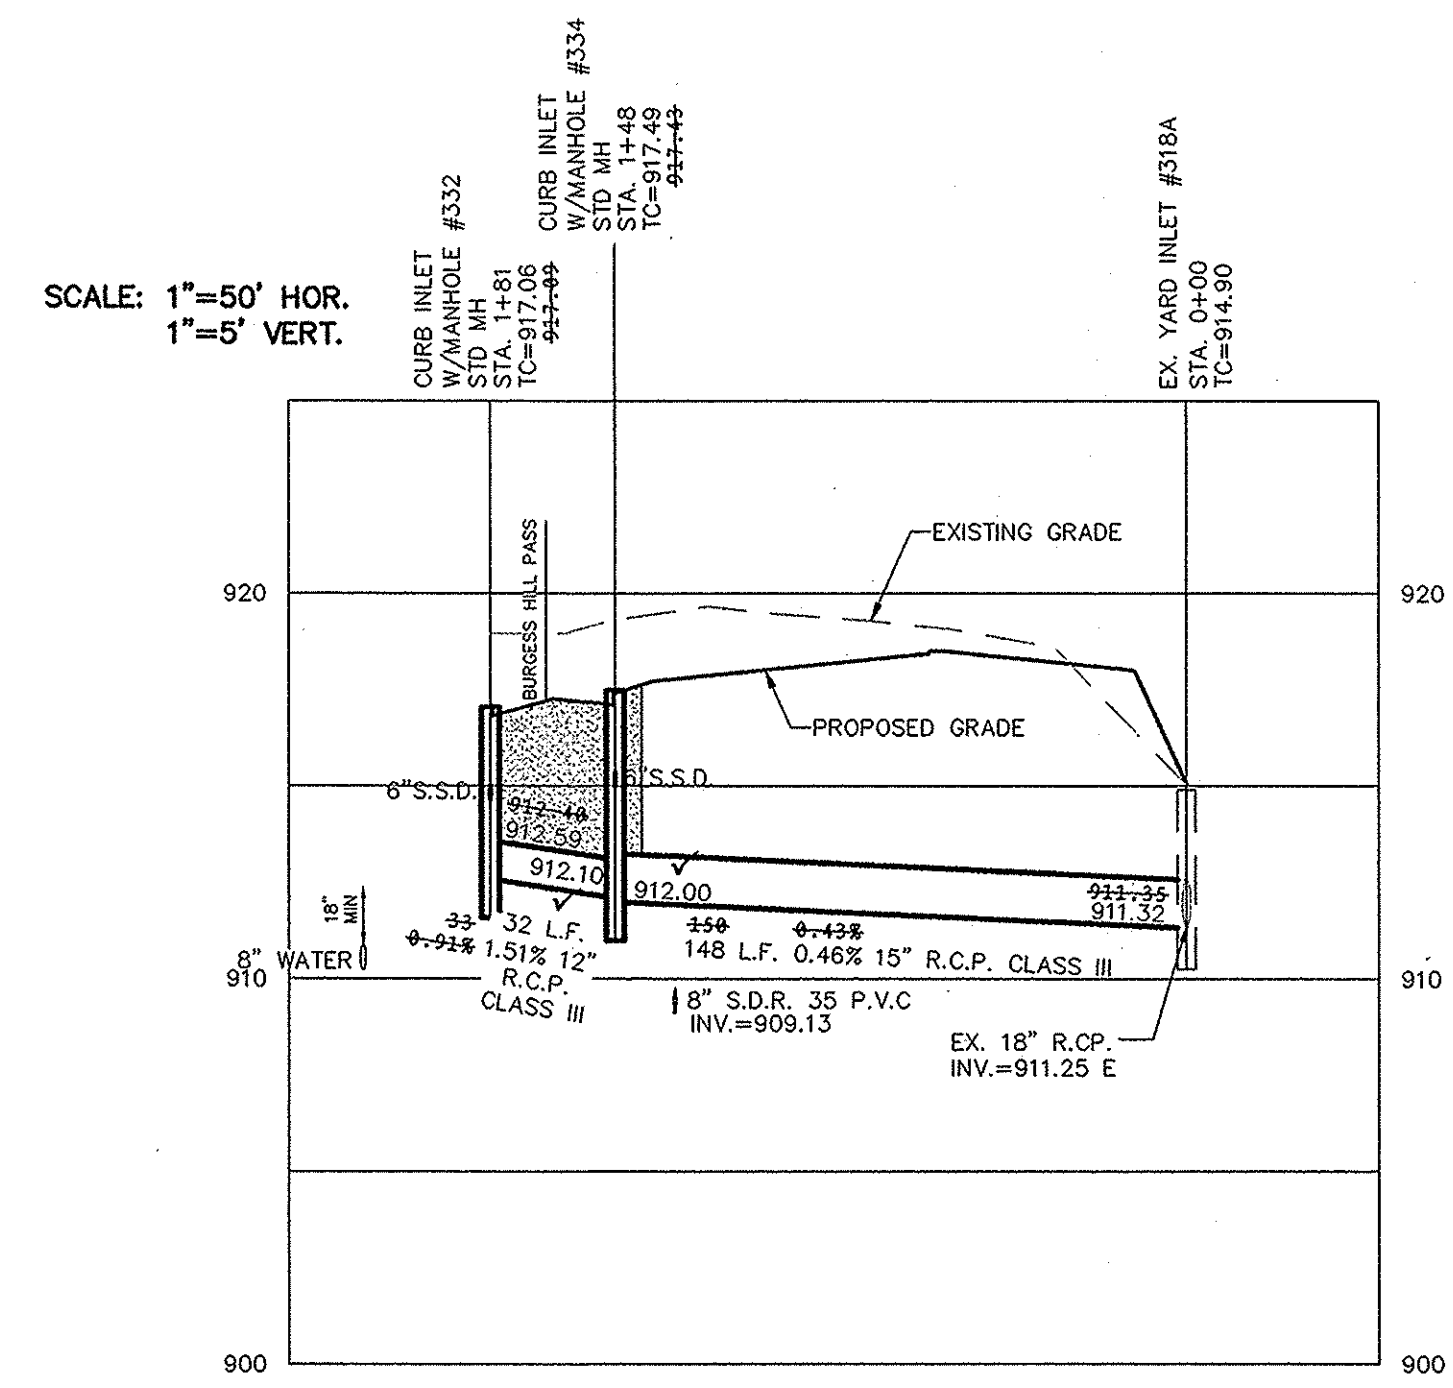 SCALE: 1"=50' HOR.
1"=5' VERT.
CURB INLET
W/MANHOLE #332
STD MH
STA. 1+81
TC=917.06
917.09
CURB INLET
W/MANHOLE #334
STD MH
STA. 1+48
TC=917.49
917.43
EX. YARD INLET #318A
STA. 0+00
TC=914.90
BURGESS HILL PASS
EXISTING GRADE
920
920
PROPOSED GRADE
6"S.S.D.
6"S.S.D.
912.40
912.59
912.10
912.00
911.35
911.32
18"
MIN
8" WATER
33 32 L.F.
0.91% 1.51% 12"
R.C.P.
CLASS III
150 0.43%
148 L.F. 0.46% 15" R.C.P. CLASS III
910
910
8" S.D.R. 35 P.V.C
INV.=909.13
EX. 18" R.CP.
INV.=911.25 E
900
900